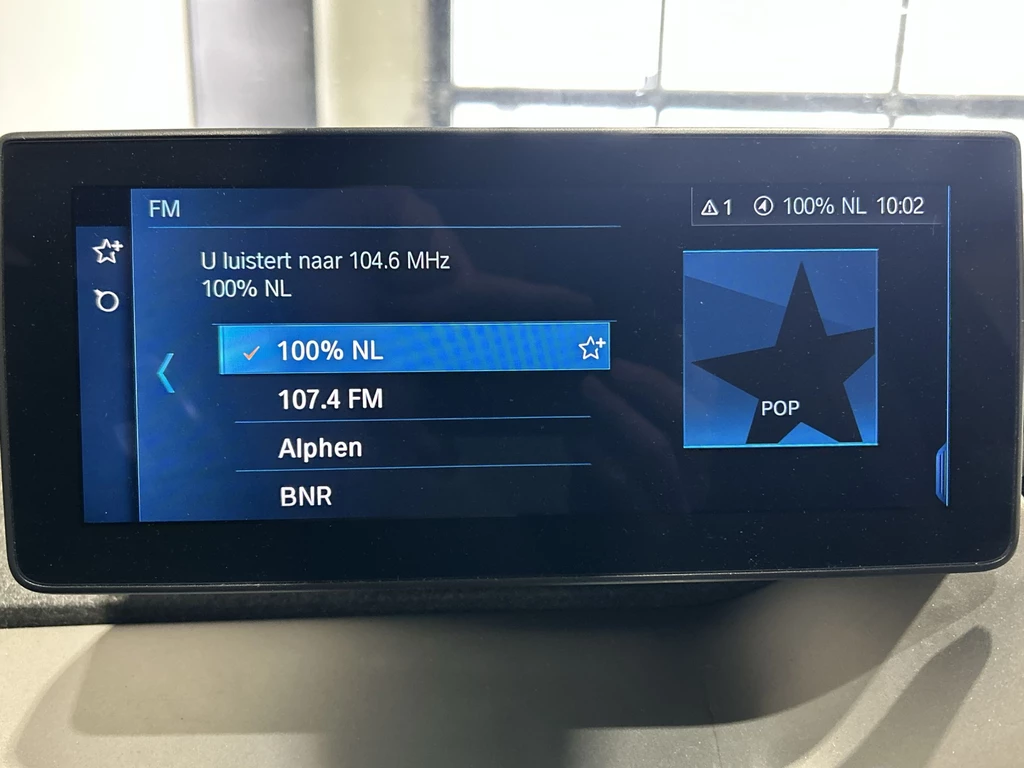 FM
1 100% NL 10:02
U luistert naar 104.6 MHz
100% NL
100% NL
107.4 FM
Alphen
BNR
POP